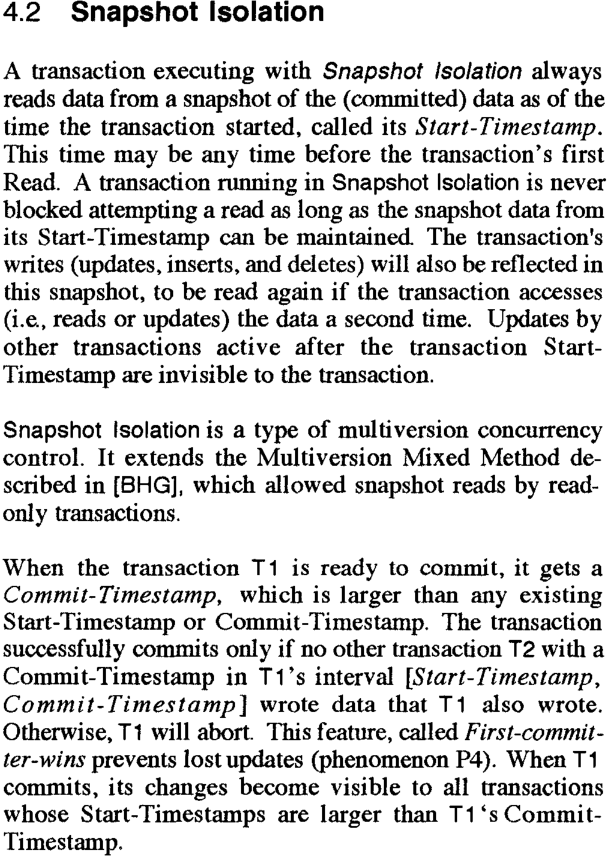 4.2 Snapshot Isolation
A transaction executing with Snapshot Isolation always
reads data from a snapshot of the (committed) data as of the
time the transaction started, called its Start-Timestamp.
This time may be any time before the transaction's first
Read. A transaction running in Snapshot Isolation is never
blocked attempting a read as long as the snapshot data from
its Start-Timestamp can be maintained. The transaction's
writes (updates, inserts, and deletes) will also be reflected in
this snapshot, to be read again if the transaction accesses
(i.e., reads or updates) the data a second time. Updates by
other transactions active after the transaction Start-
Timestamp are invisible to the transaction.
Snapshot Isolation is a type of multiversion concurrency
control. It extends the Multiversion Mixed Method de-
scribed in [BHG], which allowed snapshot reads by read-
only transactions.
When the transaction T1 is ready to commit, it gets a
Commit-Timestamp, which is larger than any existing
Start-Timestamp or Commit-Timestamp. The transaction
successfully commits only if no other transaction T2 with a
Commit-Timestamp in T1's interval [Start-Timestamp,
Commit-Timestamp] wrote data that T1 also wrote.
Otherwise, T1 will abort. This feature, called First-commit-
ter-wins prevents lost updates (phenomenon P4). When T1
commits, its changes become visible to all transactions
whose Start-Timestamps are larger than T1‘s Commit-
Timestamp.